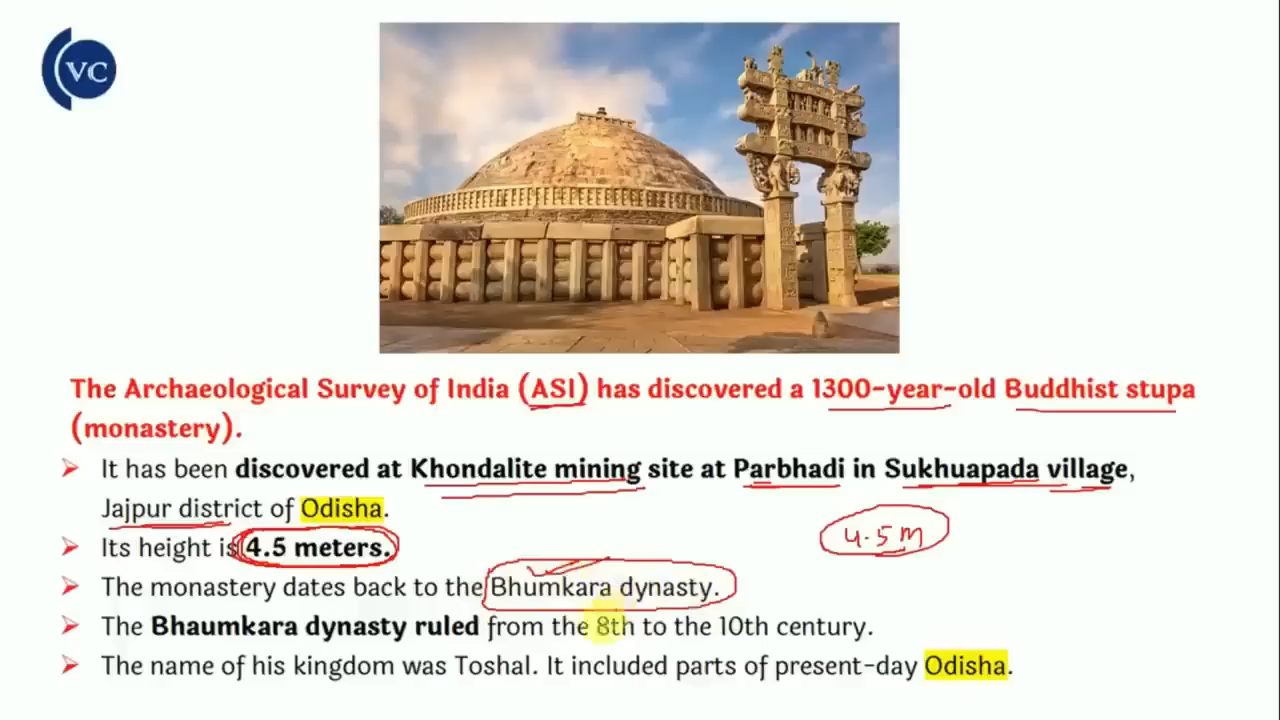 VC
The Archaeological Survey of India (ASI) has discovered a 1300-year-old Buddhist stupa
(monastery).
It has been discovered at Khondalite mining site at Parbhadi in Sukhuapada village,
Jajpur district of Odisha.
Its height is 4.5 meters.
4.5 m
The monastery dates back to the Bhumkara dynasty.
The Bhaumkara dynasty ruled from the 8th to the 10th century.
The name of his kingdom was Toshal. It included parts of present-day Odisha.